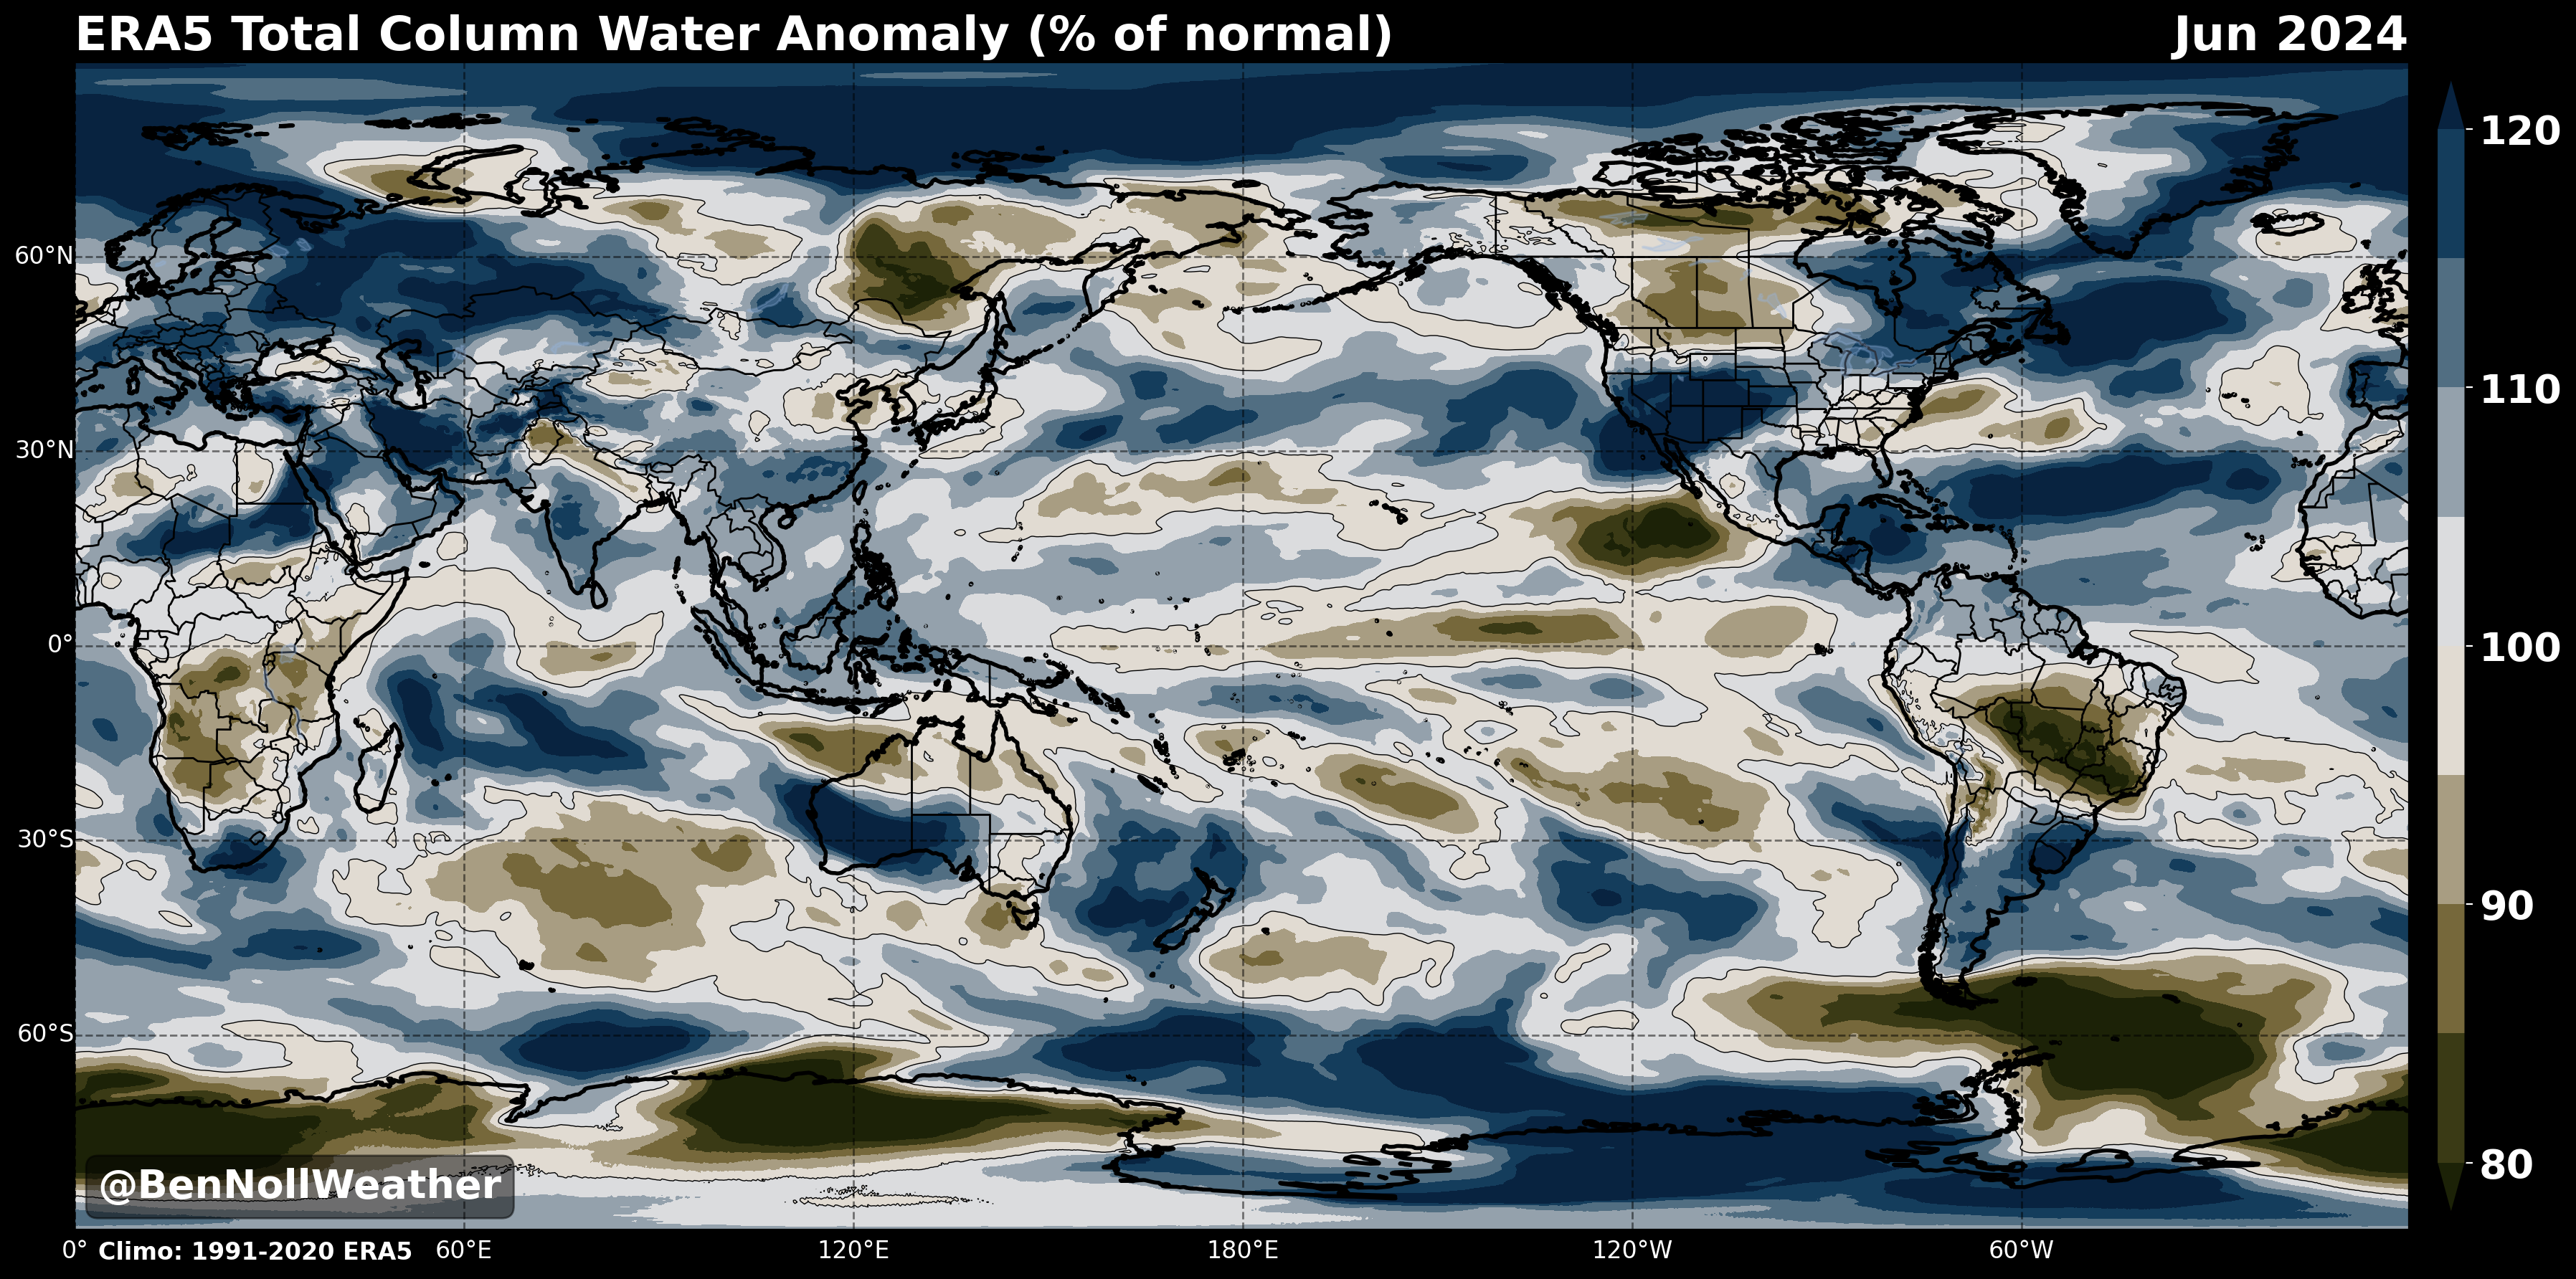 ERA5 Total Column Water Anomaly (% of normal)
Jun 2024
120
110
100
90
80
60°N
30°N
0°
30°S
60°S
@BenNollWeather
0°
Climo: 1991-2020 ERA5
60°E
120°E
180°E
120°W
60°W